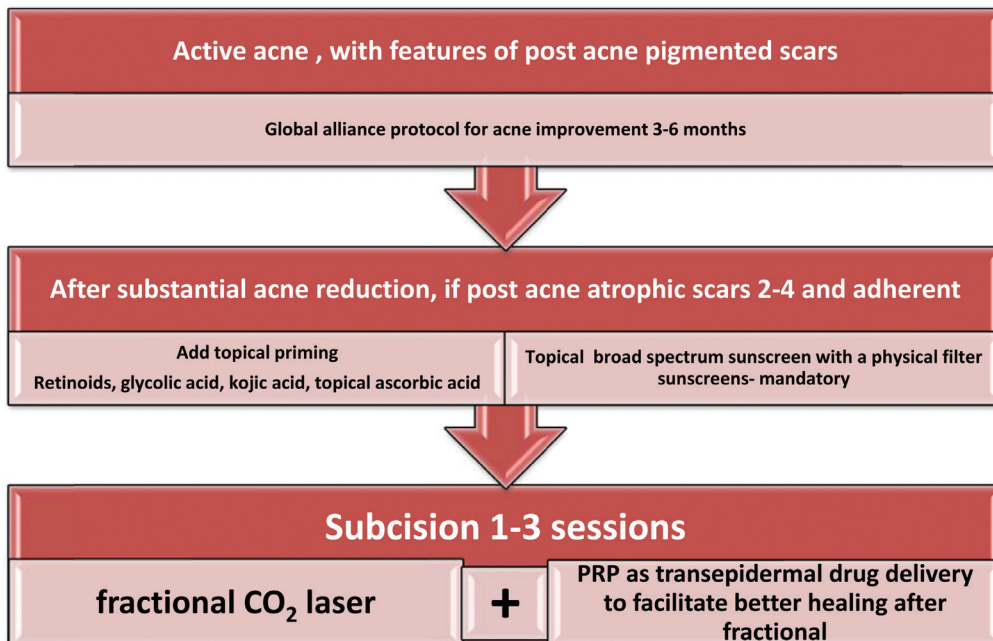 Active acne , with features of post acne pigmented scars
Global alliance protocol for acne improvement 3-6 months
After substantial acne reduction, if post acne atrophic scars 2-4 and adherent
Add topical priming
Retinoids, glycolic acid, kojic acid, topical ascorbic acid
Topical broad spectrum sunscreen with a physical filter
sunscreens- mandatory
Subcision 1-3 sessions
fractional CO₂ laser
+
PRP as transepidermal drug delivery
to facilitate better healing after
fractional